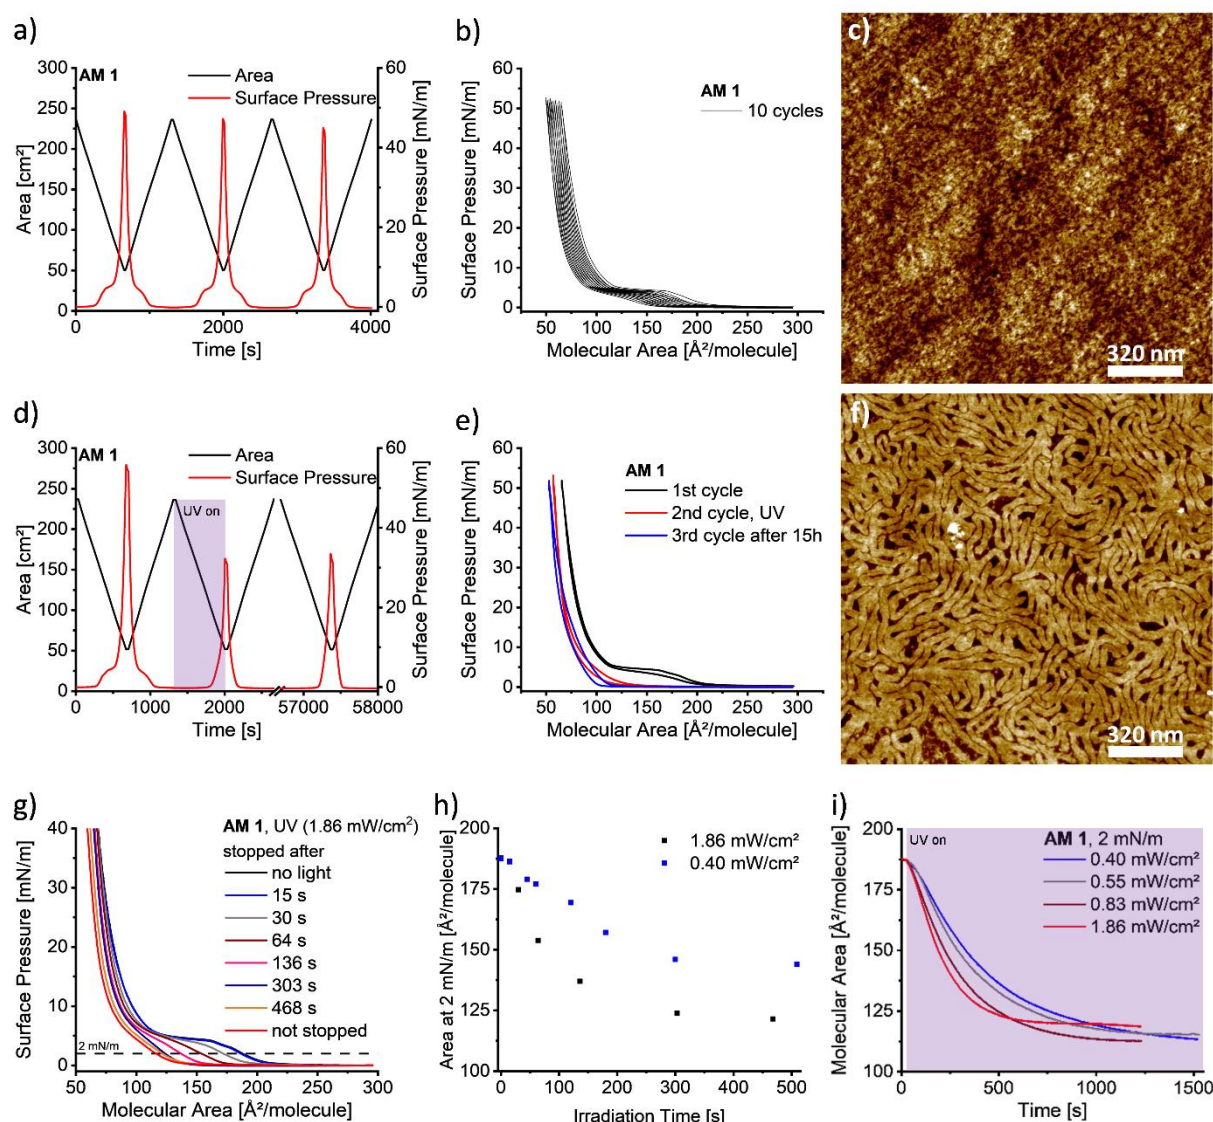 a)
AM 1
Area
Surface Pressure
300
250
200
150
100
50
0
Area [cm²]
60
40
20
0
Surface Pressure [mN/m]
0 2000 4000
Time [s]
b)
AM 1
10 cycles
60
50
40
30
20
10
0
Surface Pressure [mN/m]
50 100 150 200 250 300
Molecular Area [Å²/molecule]
c)
320 nm
d)
AM 1
Area
Surface Pressure
UV on
300
250
200
150
100
50
0
Area [cm²]
60
40
20
0
Surface Pressure [mN/m]
0 1000 2000 57000 58000
Time [s]
e)
AM 1
1st cycle
2nd cycle, UV
3rd cycle after 15h
60
50
40
30
20
10
0
Surface Pressure [mN/m]
50 100 150 200 250 300
Molecular Area [Å²/molecule]
f)
320 nm
g)
AM 1, UV (1.86 mW/cm²)
stopped after
no light
15 s
30 s
64 s
136 s
303 s
468 s
not stopped
2 mN/m
40
30
20
10
0
Surface Pressure [mN/m]
50 100 150 200 250 300
Molecular Area [Å²/molecule]
h)
1.86 mW/cm²
0.40 mW/cm²
200
175
150
125
100
Area at 2 mN/m [Å²/molecule]
0 100 200 300 400 500
Irradiation Time [s]
i)
UV on
AM 1, 2 mN/m
0.40 mW/cm²
0.55 mW/cm²
0.83 mW/cm²
1.86 mW/cm²
200
175
150
125
100
Molecular Area [Å²/molecule]
0 500 1000 1500
Time [s]